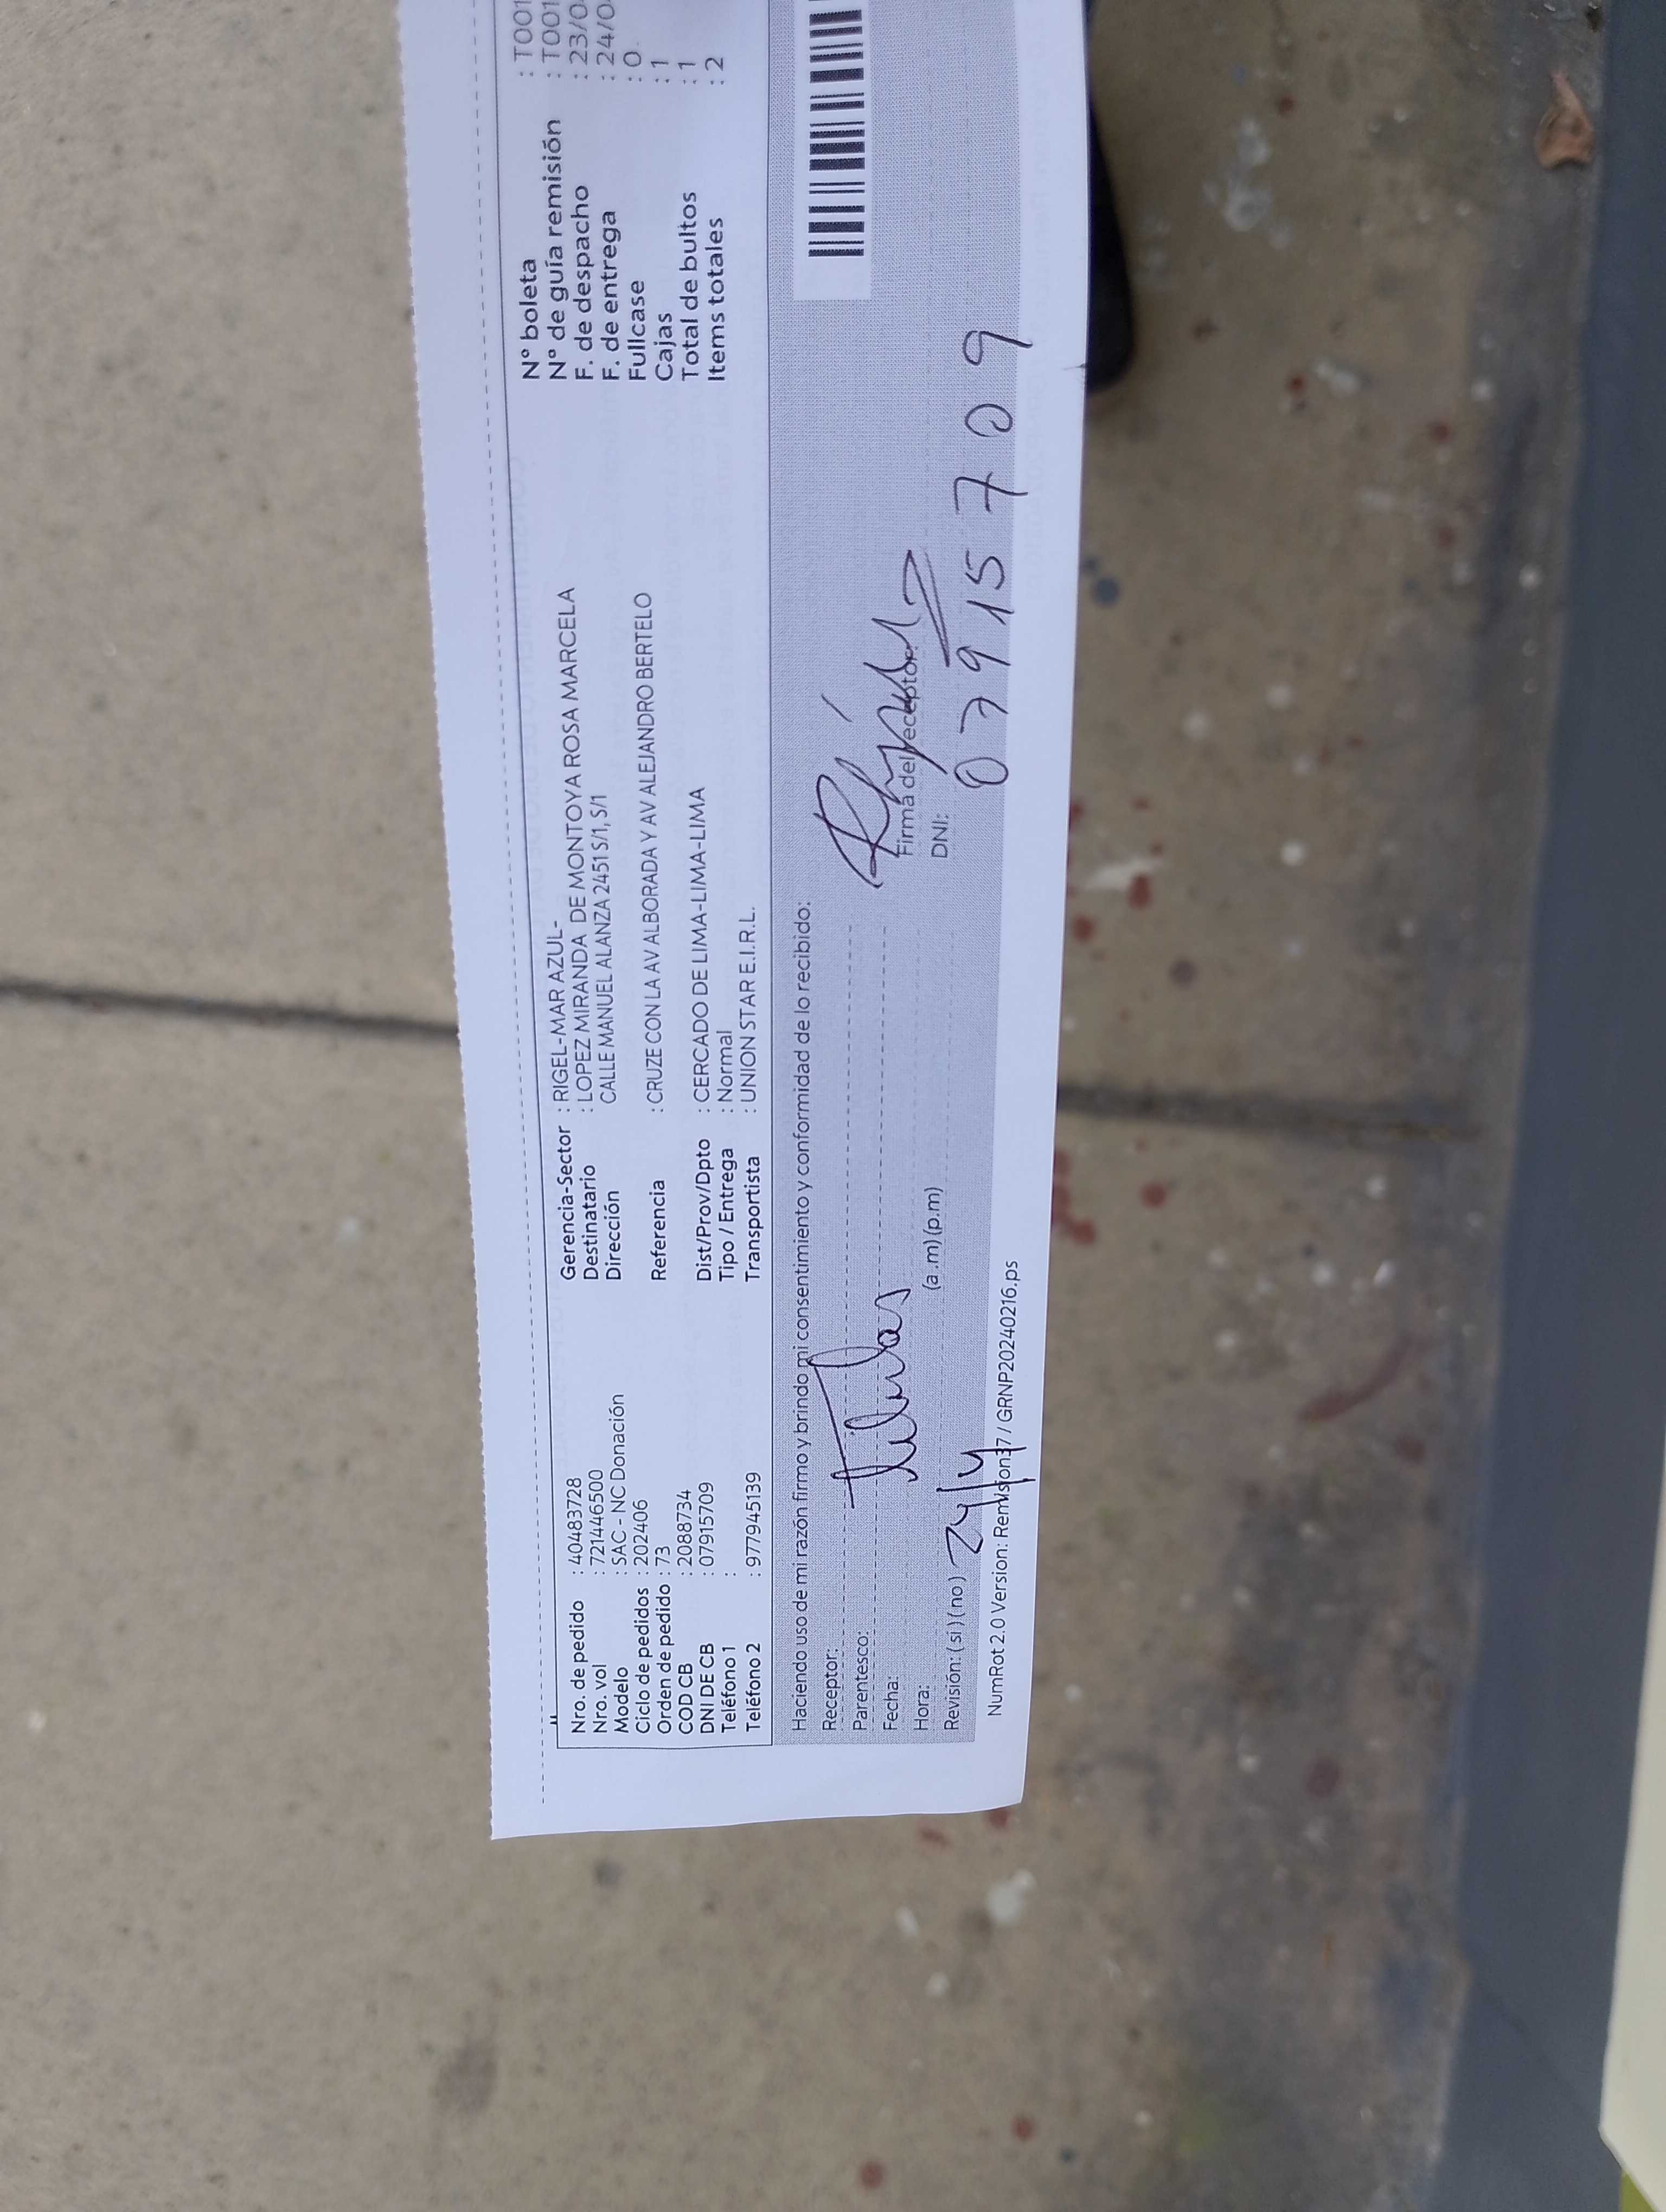 Nro. de pedido : 40483728
Nro. vol : 721446500
Modelo : SAC - NC Donación
Ciclo de pedidos : 202406
Orden de pedido : 73
COD CB : 2088734
DNI DE CB : 07915709
Teléfono 1 :
Teléfono 2 : 977945139
Gerencia-Sector : RIGEL-MAR AZUL-
Destinatario : LOPEZ MIRANDA DE MONTOYA ROSA MARCELA
Dirección CALLE MANUEL ALANZA 2451 S/1, S/1
Referencia : CRUZE CON LA AV ALBORADA Y AV ALEJANDRO BERTELO
Dist/Prov/Dpto : CERCADO DE LIMA-LIMA-LIMA
Tipo / Entrega : Normal
Transportista : UNION STAR E.I.R.L.
N° boleta : T001
N° de guía remisión : T001
F. de despacho : 23/0
F. de entrega : 24/0
Fullcase : 0
Cajas : 1
Total de bultos : 1
Items totales : 2
Haciendo uso de mi razón firmo y brindo mi consentimiento y conformidad de lo recibido:
Receptor:
Parentesco:
Fecha:
Hora: (a.m) (p.m)
Revisión: ( si ) ( no ) 24/4
Firma del receptor
DNI: 07915709
NumRot 2.0 Version: Remision37 / GRNP20240216.ps